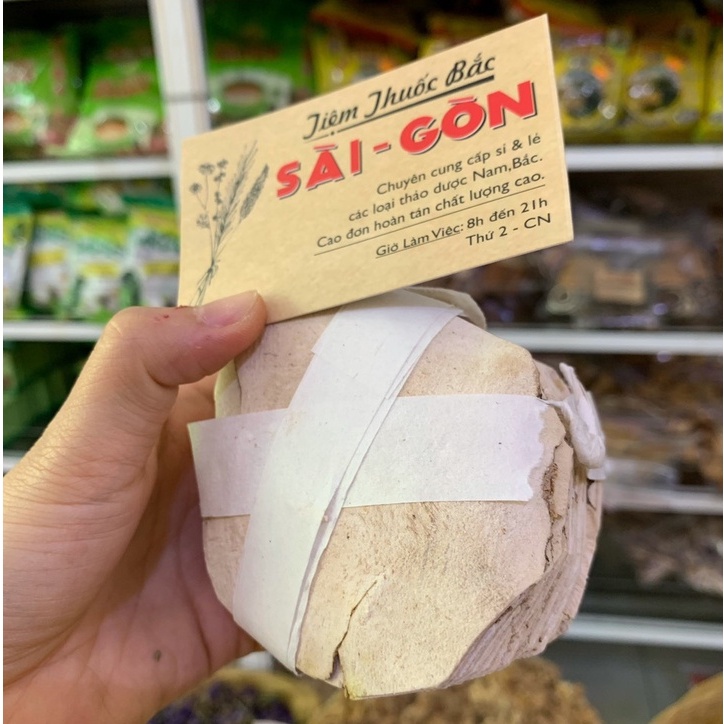 Tiệm Thuốc Bắc
SÀI-GÒN
Chuyên cung cấp sỉ & lẻ
các loại thảo dược Nam,Bắc.
Cao đơn hoàn tán chất lượng cao.
Giờ Làm Việc: 8h đến 21h
Thứ 2 - CN